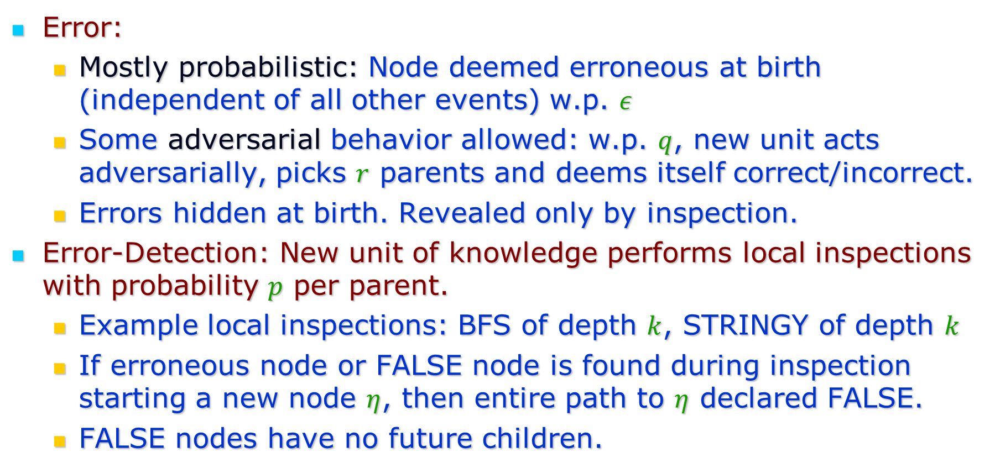 Error:
Mostly probabilistic: Node deemed erroneous at birth
(independent of all other events) w.p. ϵ
Some adversarial behavior allowed: w.p. q, new unit acts
adversarially, picks r parents and deems itself correct/incorrect.
Errors hidden at birth. Revealed only by inspection.
Error-Detection: New unit of knowledge performs local inspections
with probability p per parent.
Example local inspections: BFS of depth k, STRINGY of depth k
If erroneous node or FALSE node is found during inspection
starting a new node η, then entire path to η declared FALSE.
FALSE nodes have no future children.